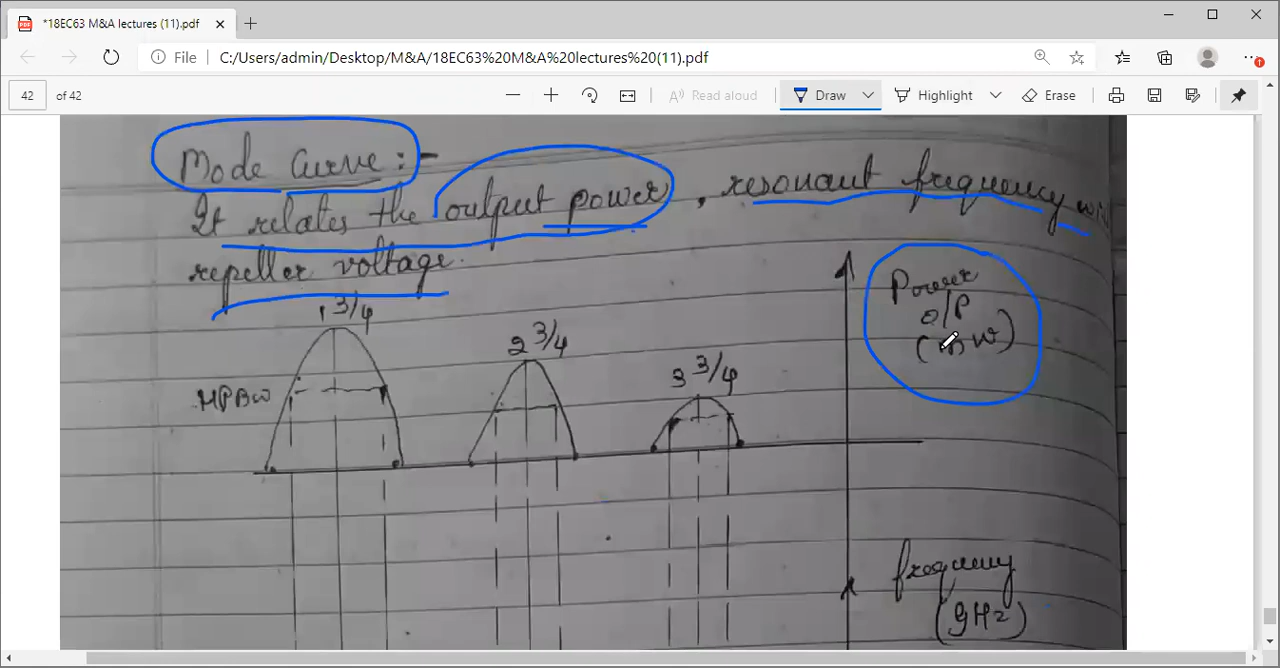 *18EC63 M&A lectures (11).pdf
File C:/Users/admin/Desktop/M&A/18EC63%20M&A%20lectures%20(11).pdf
42 of 42 Read aloud Draw Highlight Erase
Mode Curve :-
It relates the output power, resonant frequency
repeller voltage.
1 3/4
2 3/4
3 3/4
HPBW
Power
O/P
(mW)
frequency
(gHz)